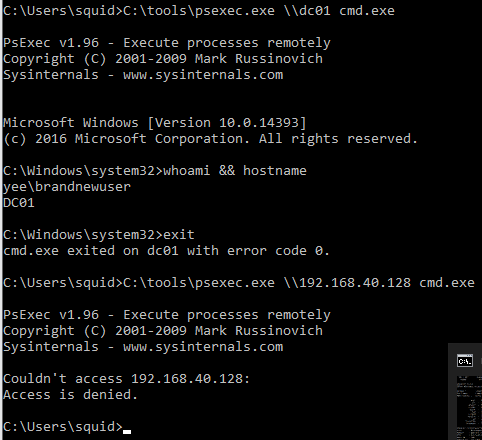 C:\Users\squid>C:\tools\psexec.exe \\dc01 cmd.exe
PsExec v1.96 - Execute processes remotely
Copyright (C) 2001-2009 Mark Russinovich
Sysinternals - www.sysinternals.com
Microsoft Windows [Version 10.0.14393]
(c) 2016 Microsoft Corporation. All rights reserved.
C:\Windows\system32>whoami && hostname
yee\brandnewuser
DC01
C:\Windows\system32>exit
cmd.exe exited on dc01 with error code 0.
C:\Users\squid>C:\tools\psexec.exe \\192.168.40.128 cmd.exe
PsExec v1.96 - Execute processes remotely
Copyright (C) 2001-2009 Mark Russinovich
Sysinternals - www.sysinternals.com
Couldn't access 192.168.40.128:
Access is denied.
C:\Users\squid>